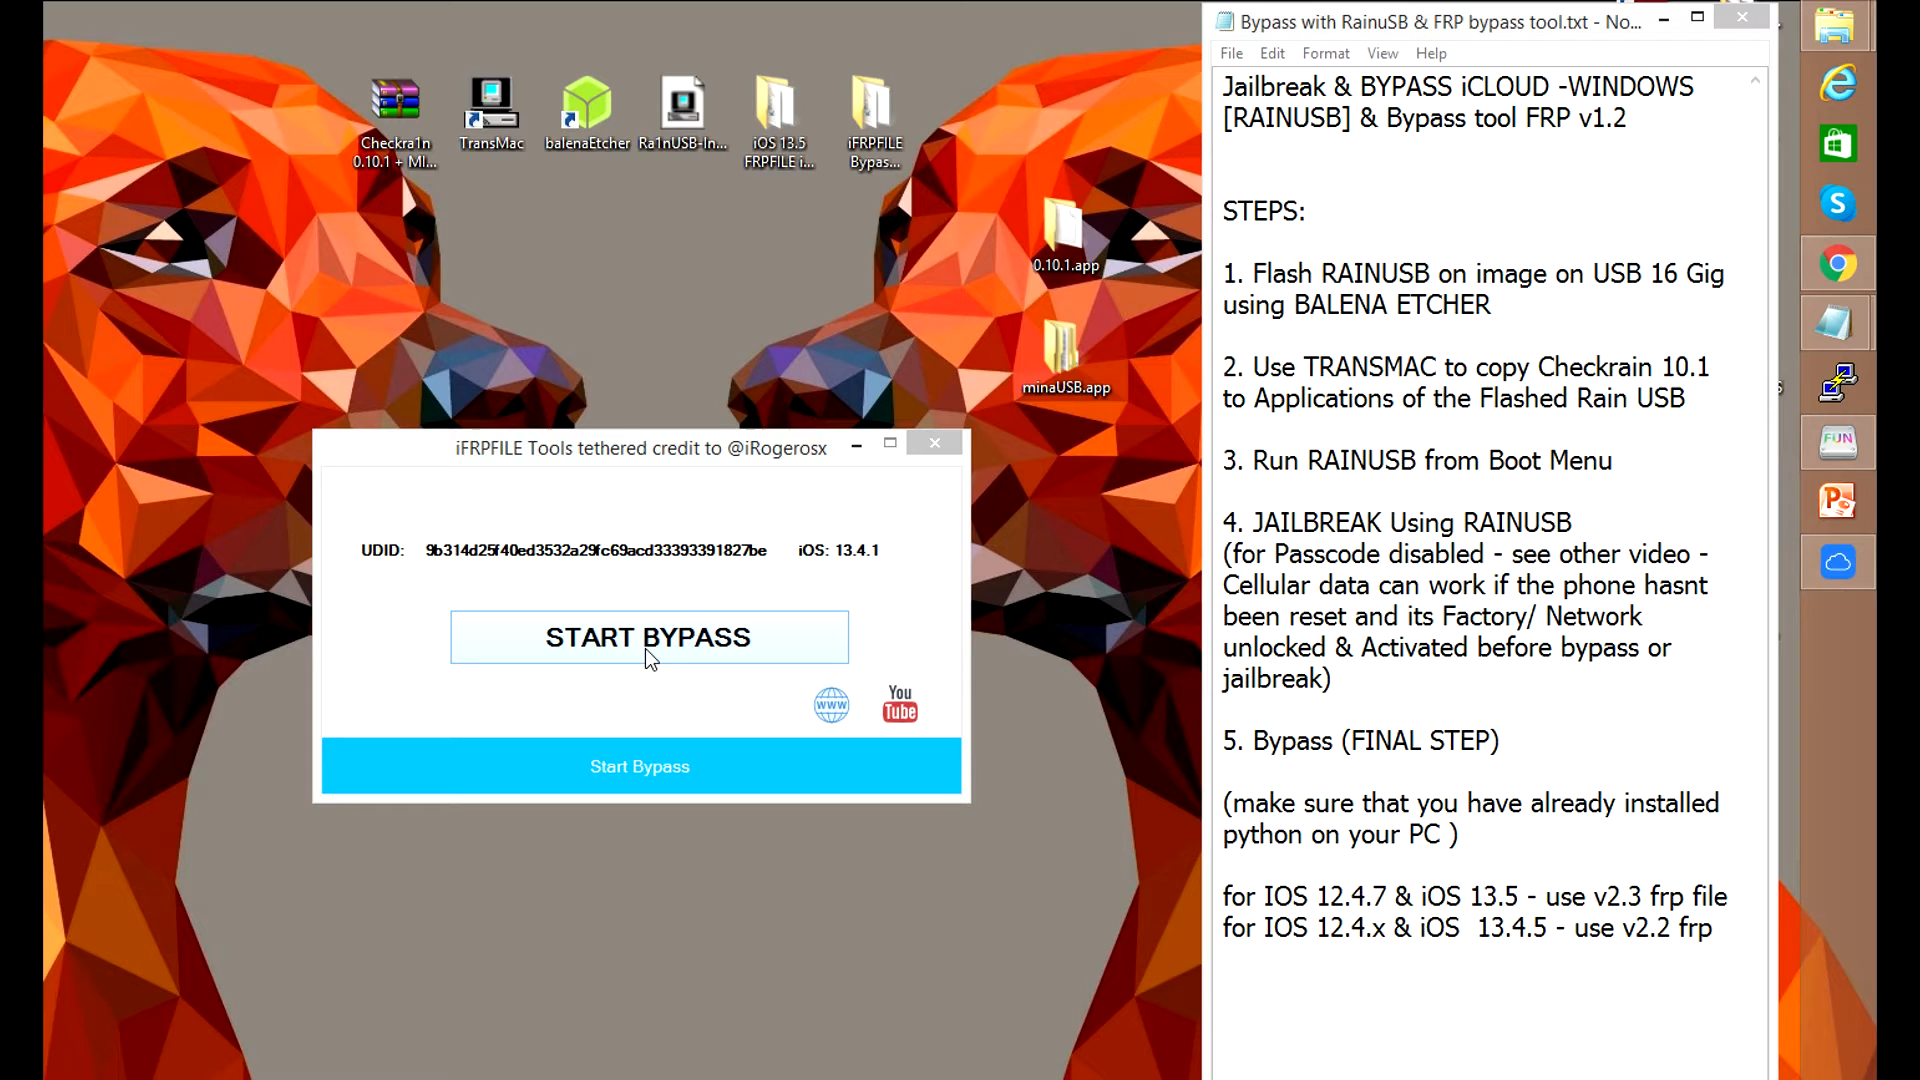 Checkra1n
0.10.1 + MI...
TransMac
balenaEtcher
Ra1nUSB-In...
iOS 13.5
FRPFILE i...
iFRPFILE
Bypas...
0.10.1.app
minaUSB.app
iFRPFILE Tools tethered credit to @iRogerosx
UDID: 9b314d25f40ed3532a29fc69acd33393391827be iOS: 13.4.1
START BYPASS
www
You
Tube
Start Bypass
Bypass with RainuSB & FRP bypass tool.txt - No...
File Edit Format View Help
Jailbreak & BYPASS iCLOUD -WINDOWS
[RAINUSB] & Bypass tool FRP v1.2
STEPS:
1. Flash RAINUSB on image on USB 16 Gig
using BALENA ETCHER
2. Use TRANSMAC to copy Checkrain 10.1
to Applications of the Flashed Rain USB
3. Run RAINUSB from Boot Menu
4. JAILBREAK Using RAINUSB
(for Passcode disabled - see other video -
Cellular data can work if the phone hasnt
been reset and its Factory/ Network
unlocked & Activated before bypass or
jailbreak)
5. Bypass (FINAL STEP)
(make sure that you have already installed
python on your PC )
for IOS 12.4.7 & iOS 13.5 - use v2.3 frp file
for IOS 12.4.x & iOS  13.4.5 - use v2.2 frp
S
FUN
P